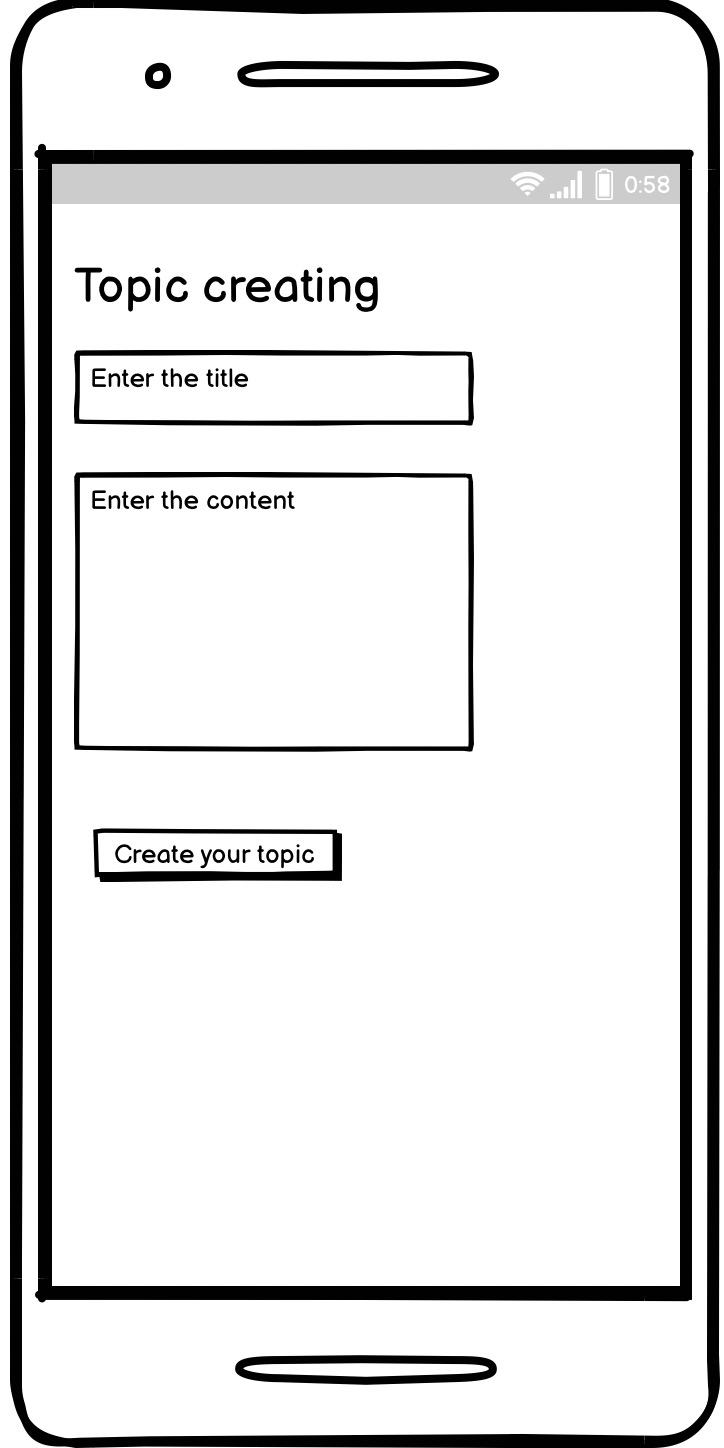 0:58
Topic creating
Enter the title
Enter the content
Create your topic